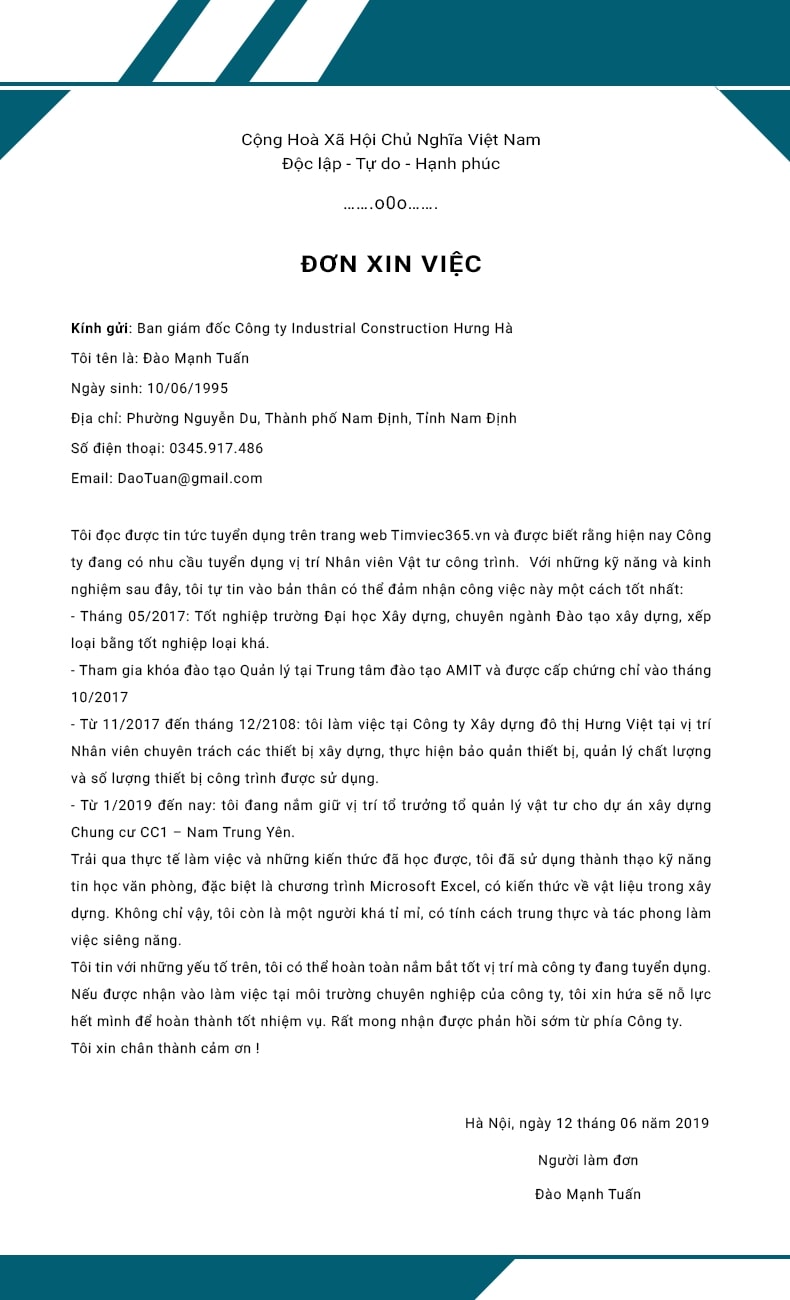 Cộng Hoà Xã Hội Chủ Nghĩa Việt Nam
Độc lập - Tự do - Hạnh phúc
…….o0o…….
ĐƠN XIN VIỆC
Kính gửi: Ban giám đốc Công ty Industrial Construction Hưng Hà
Tôi tên là: Đào Mạnh Tuấn
Ngày sinh: 10/06/1995
Địa chỉ: Phường Nguyễn Du, Thành phố Nam Định, Tỉnh Nam Định
Số điện thoại: 0345.917.486
Email: DaoTuan@gmail.com
Tôi đọc được tin tức tuyển dụng trên trang web Timviec365.vn và được biết rằng hiện nay Công
ty đang có nhu cầu tuyển dụng vị trí Nhân viên Vật tư công trình. Với những kỹ năng và kinh
nghiệm sau đây, tôi tự tin vào bản thân có thể đảm nhận công việc này một cách tốt nhất:
- Tháng 05/2017: Tốt nghiệp trường Đại học Xây dựng, chuyên ngành Đào tạo xây dựng, xếp
loại bằng tốt nghiệp loại khá.
- Tham gia khóa đào tạo Quản lý tại Trung tâm đào tạo AMIT và được cấp chứng chỉ vào tháng
10/2017
- Từ 11/2017 đến tháng 12/2108: tôi làm việc tại Công ty Xây dựng đô thị Hưng Việt tại vị trí
Nhân viên chuyên trách các thiết bị xây dựng, thực hiện bảo quản thiết bị, quản lý chất lượng
và số lượng thiết bị công trình được sử dụng.
- Từ 1/2019 đến nay: tôi đang nắm giữ vị trí tổ trưởng tổ quản lý vật tư cho dự án xây dựng
Chung cư CC1 – Nam Trung Yên.
Trải qua thực tế làm việc và những kiến thức đã học được, tôi đã sử dụng thành thạo kỹ năng
tin học văn phòng, đặc biệt là chương trình Microsoft Excel, có kiến thức về vật liệu trong xây
dựng. Không chỉ vậy, tôi còn là một người khá tỉ mỉ, có tính cách trung thực và tác phong làm
việc siêng năng.
Tôi tin với những yếu tố trên, tôi có thể hoàn toàn nắm bắt tốt vị trí mà công ty đang tuyển dụng.
Nếu được nhận vào làm việc tại môi trường chuyên nghiệp của công ty, tôi xin hứa sẽ nỗ lực
hết mình để hoàn thành tốt nhiệm vụ. Rất mong nhận được phản hồi sớm từ phía Công ty.
Tôi xin chân thành cảm ơn !
Hà Nội, ngày 12 tháng 06 năm 2019
Người làm đơn
Đào Mạnh Tuấn